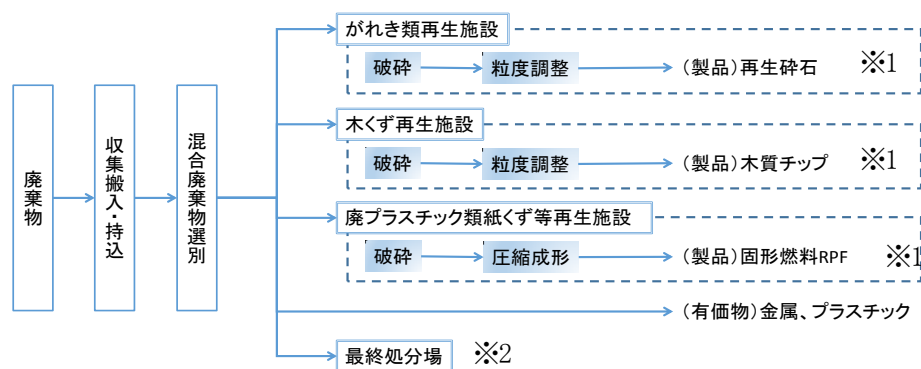 廃棄物
収集搬入・持込
混合廃棄物選別
がれき類再生施設
破砕
粒度調整
(製品)再生砕石 ※1
木くず再生施設
破砕
粒度調整
(製品)木質チップ ※1
廃プラスチック類紙くず等再生施設
破砕
圧縮成形
(製品)固形燃料RPF ※1
(有価物)金属、プラスチック
最終処分場 ※2